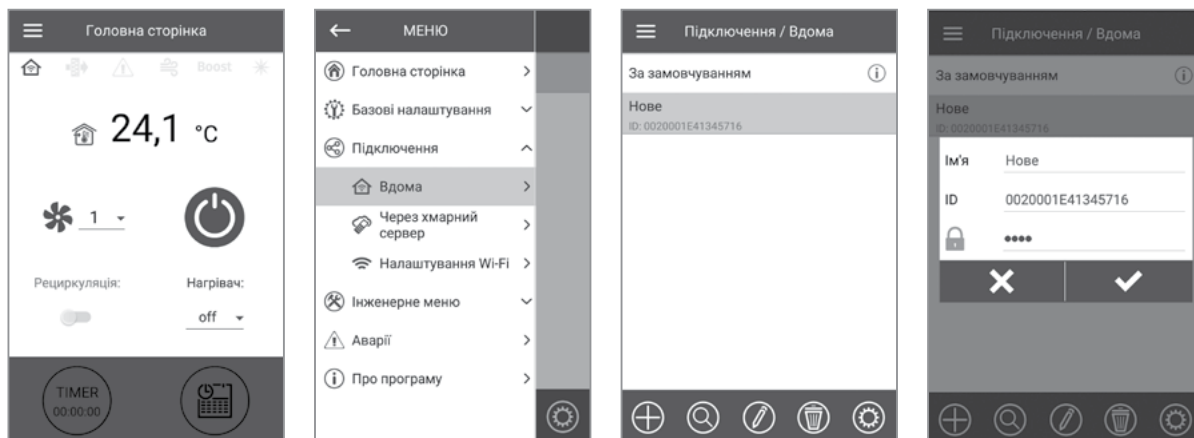 Головна сторінка
Boost
24,1 °C
1
Рециркуляція:
Нагрівач:
off
TIMER
00:00:00
МЕНЮ
Головна сторінка
Базові налаштування
Підключення
Вдома
Через хмарний
сервер
Налаштування Wi-Fi
Інженерне меню
Аварії
Про програму
Підключення / Вдома
За замовчуванням
Нове
ID: 0020001E41345716
Підключення / Вдома
За замовчуванням
Нове
ID: 0020001E41345716
Ім'я Нове
ID 0020001E41345716